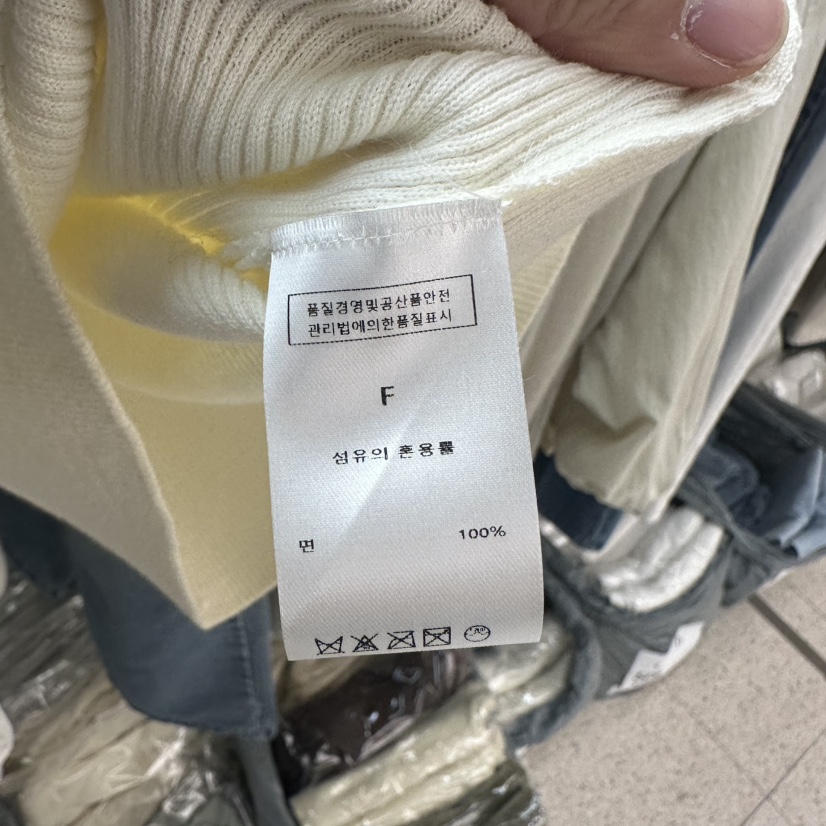 품질경영및공산품안전
관리법에의한품질표시
F
섬유의 혼용률
면 100%